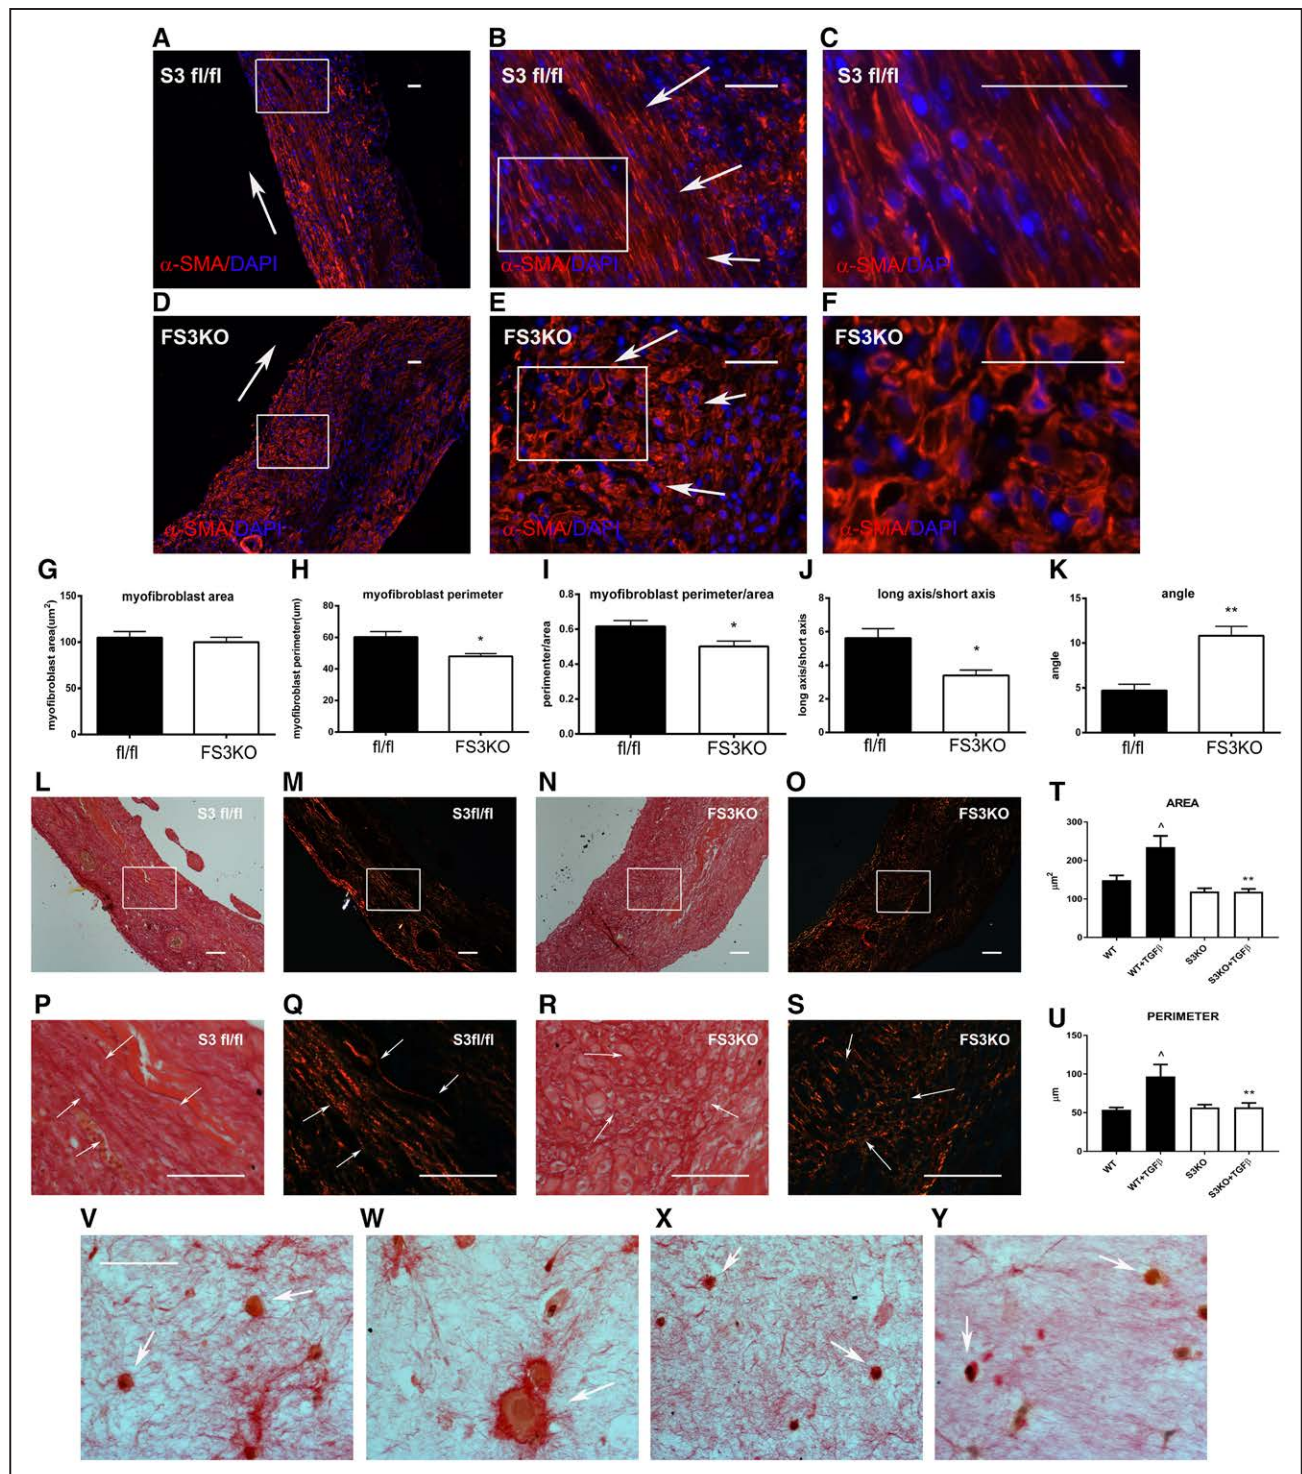 A
B
C
S3 fl/fl
S3 fl/fl
S3 fl/fl
α-SMA/DAPI
α-SMA/DAPI
α-SMA/DAPI
D
E
F
FS3KO
FS3KO
FS3KO
α-SMA/DAPI
α-SMA/DAPI
α-SMA/DAPI
G
H
I
J
K
myofibroblast area
myofibroblast area(um²)
150
100
50
0
fl/fl
FS3KO
myofibroblast perimeter
myofibroblast perimeter(um)
80
60
40
20
0
*
fl/fl
FS3KO
myofibroblast perimeter/area
perimenter/area
0.8
0.6
0.4
0.2
0.0
*
fl/fl
FS3KO
long axis/short axis
long axis/short axis
8
6
4
2
0
*
fl/fl
FS3KO
angle
angle
15
10
5
0
**
fl/fl
FS3KO
L
M
N
O
S3 fl/fl
S3fl/fl
FS3KO
FS3KO
T
AREA
µm²
300
200
100
0
^
**
WT
WT+TGFβ
S3KO
S3KO+TGFβ
P
Q
R
S
S3 fl/fl
S3fl/fl
FS3KO
FS3KO
U
PERIMETER
µm
150
100
50
0
^
**
WT
WT+TGFβ
S3KO
S3KO+TGFβ
V
W
X
Y